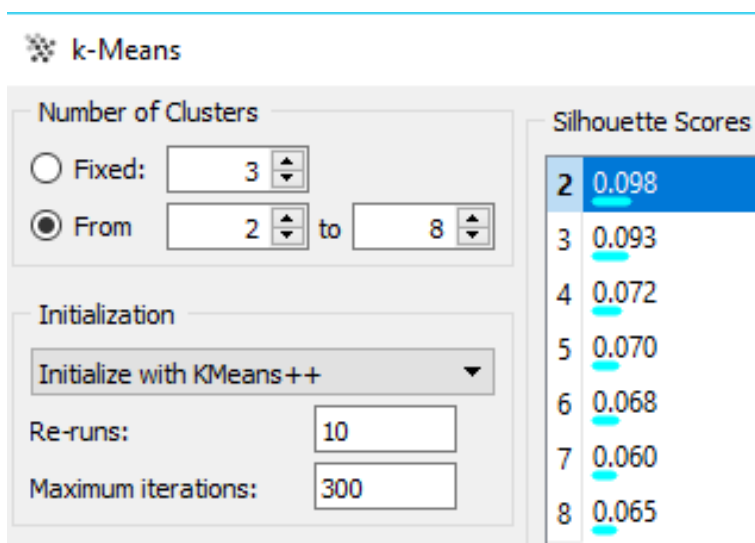 k-Means
Number of Clusters
Fixed: 3
From 2 to 8
Initialization
Initialize with KMeans++
Re-runs: 10
Maximum iterations: 300
Silhouette Scores
2 0.098
3 0.093
4 0.072
5 0.070
6 0.068
7 0.060
8 0.065